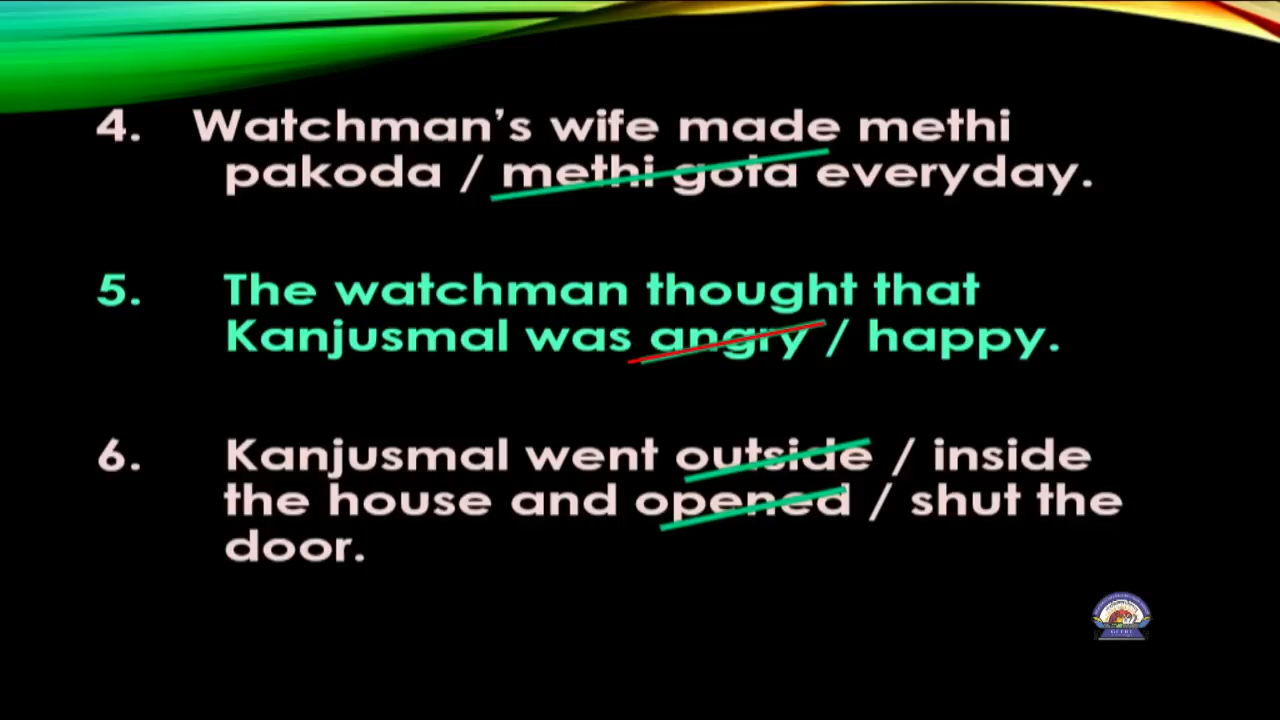 4. Watchman's wife made methi
pakoda / methi gota everyday.
5. The watchman thought that
Kanjusmal was angry / happy.
6. Kanjusmal went outside / inside
the house and opened / shut the
door.